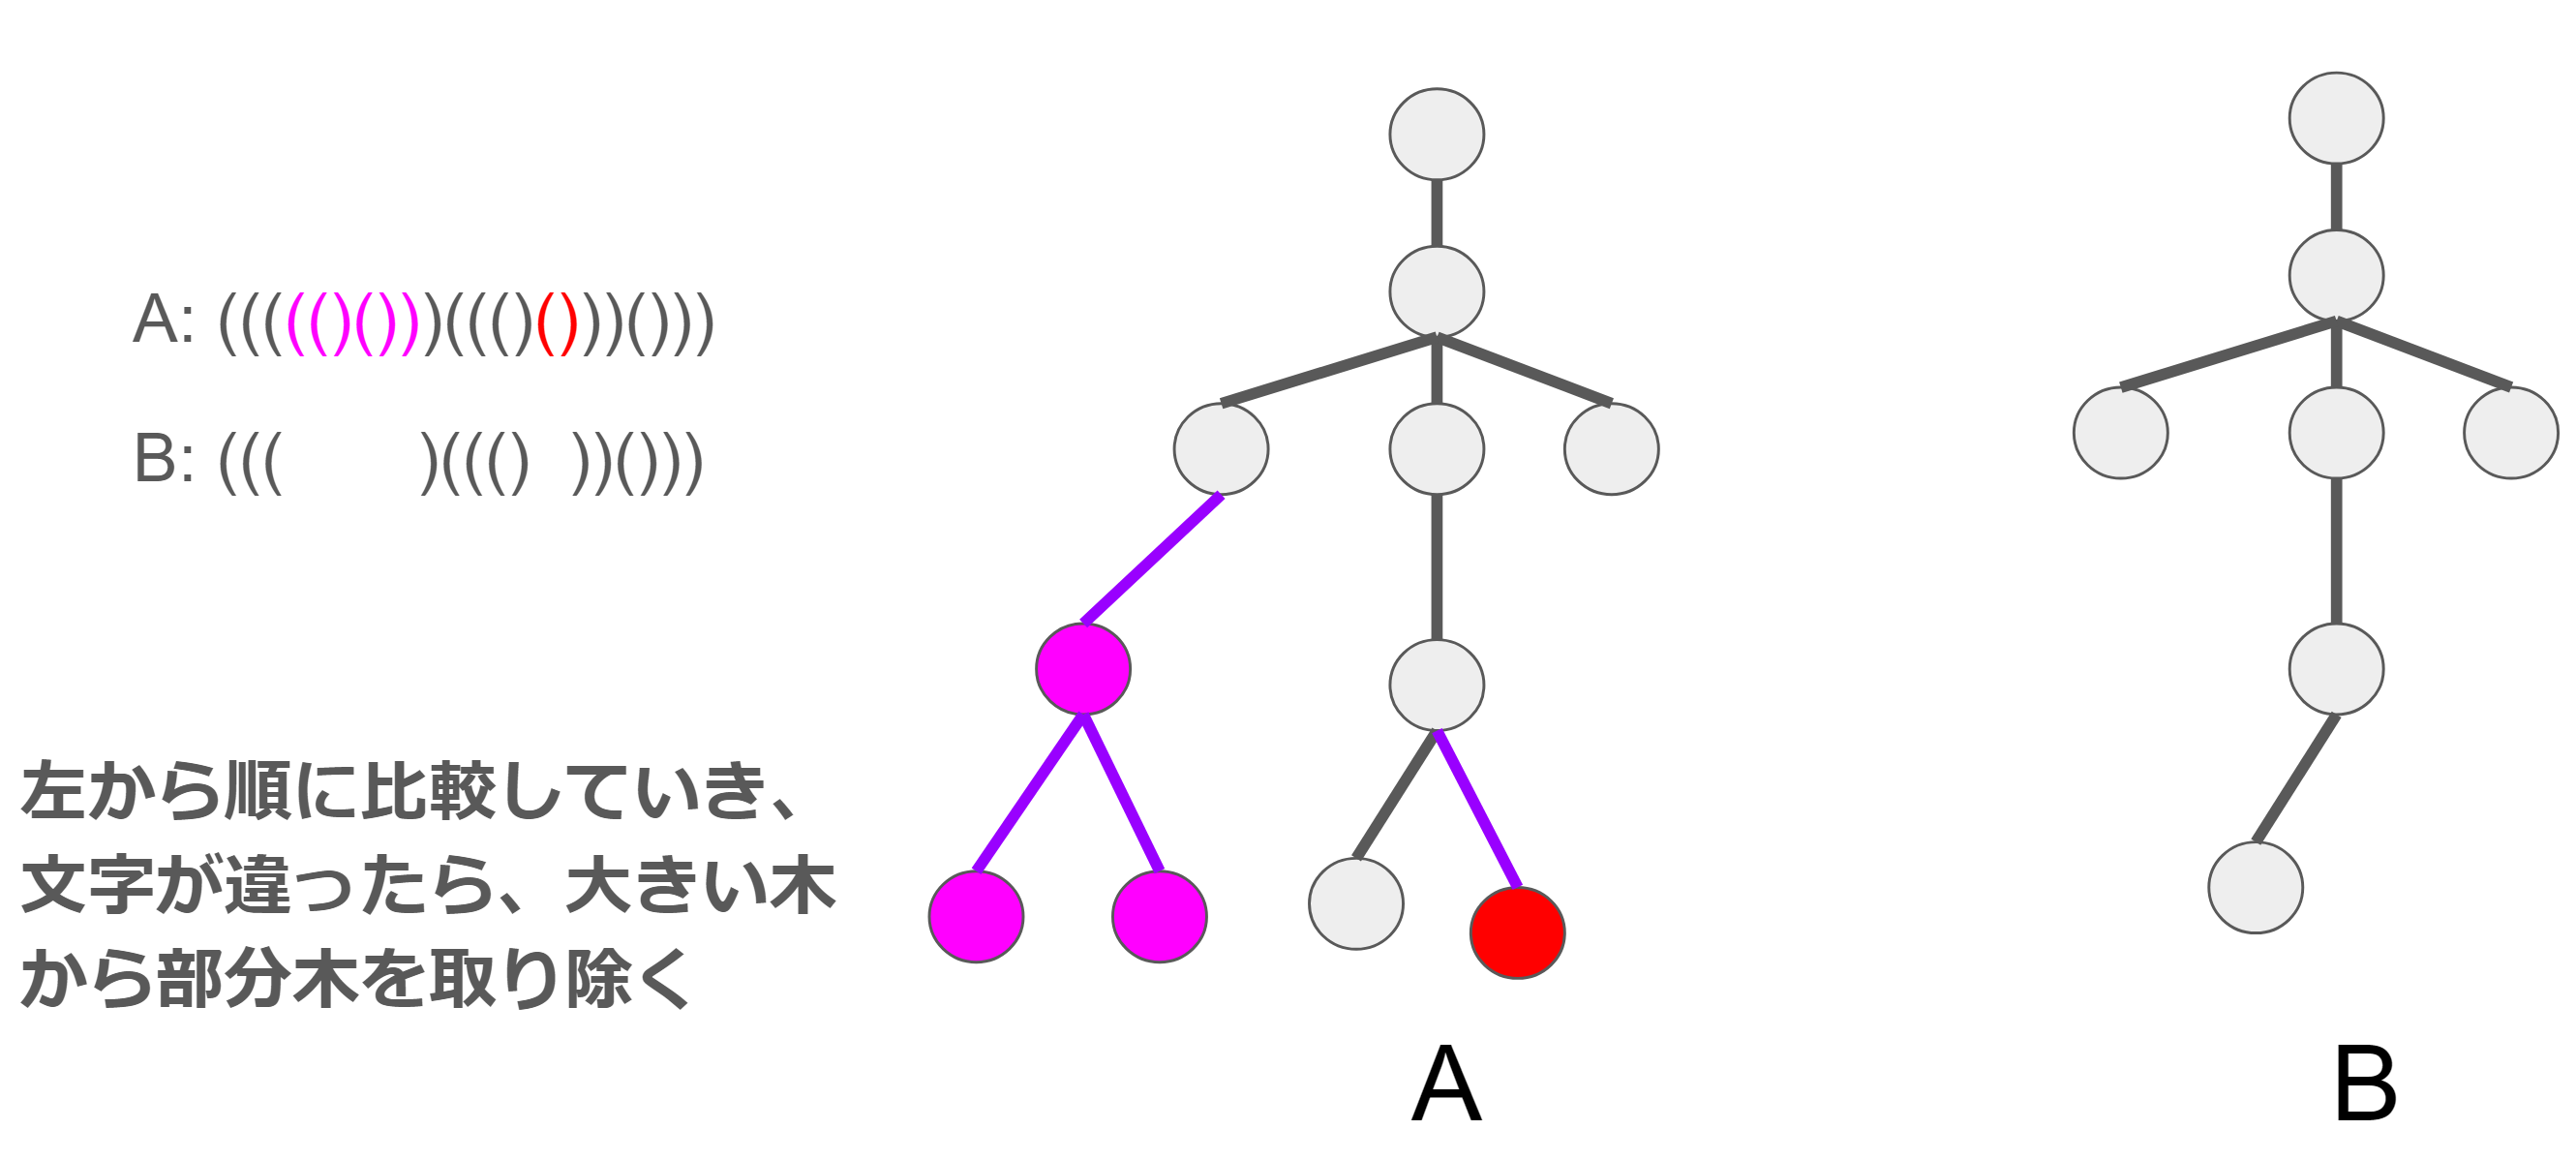 A: ((((()()))((()()))()))
B: (((      )((()  ))()))
左から順に比較していき、
文字が違ったら、大きい木
から部分木を取り除く
A
B